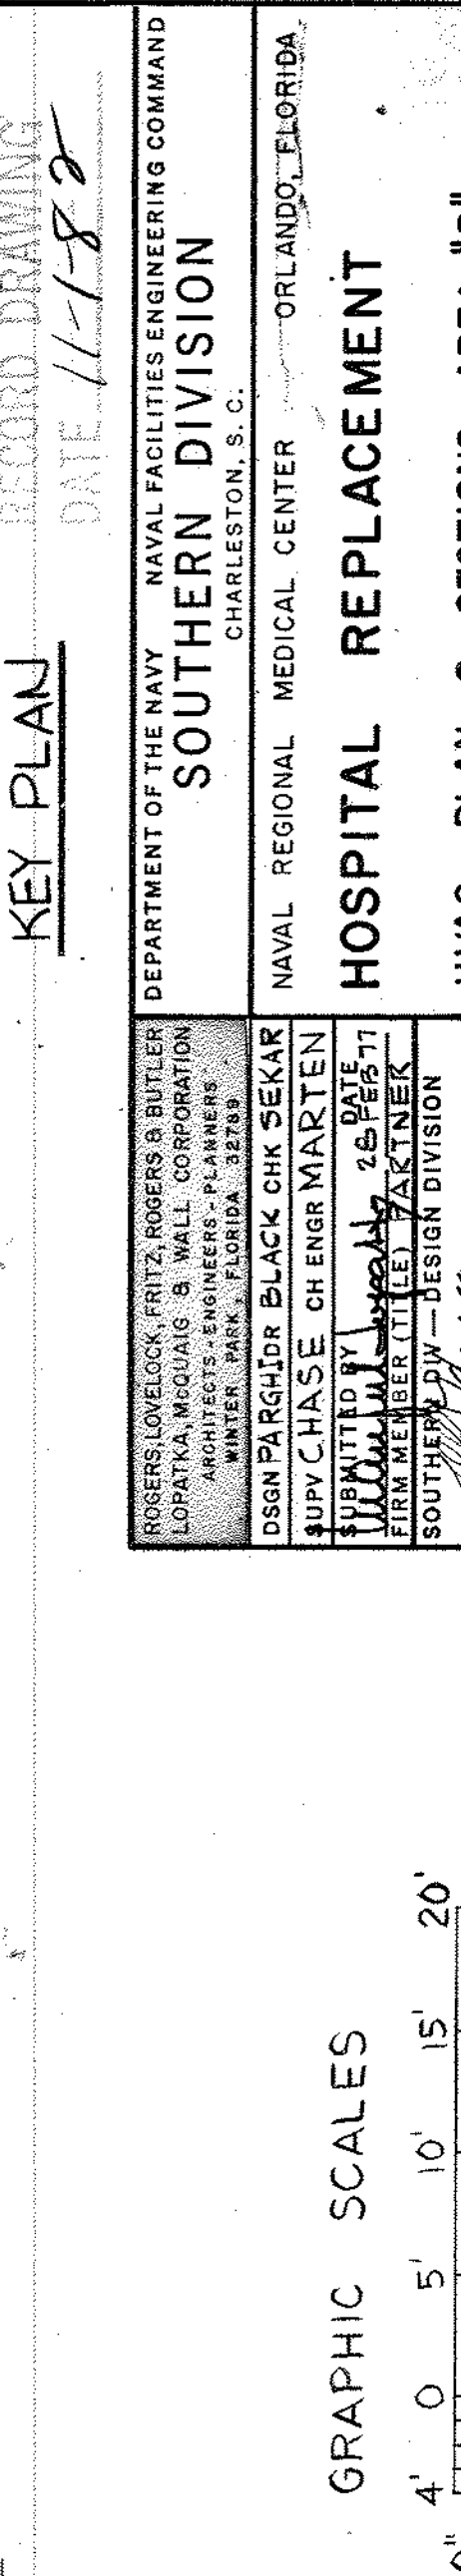 RECORD DRAWING
DATE 11-1-82
KEY PLAN
DEPARTMENT OF THE NAVY NAVAL FACILITIES ENGINEERING COMMAND
SOUTHERN DIVISION
CHARLESTON, S. C.
NAVAL REGIONAL MEDICAL CENTER ORLANDO, FLORIDA
HOSPITAL REPLACEMENT
ROGERS, LOVELOCK, FRITZ, ROGERS & BUTLER
LOPATKA, McQUAIG & WALL CORPORATION
ARCHITECTS-ENGINEERS-PLANNERS
WINTER PARK, FLORIDA 32789
DSGN PARGHI DR BLACK CHK SEKAR
SUPV CHASE CH ENGR MARTEN
SUBMITTED BY DATE
28 FEB 77
FIRM MEMBER (TITLE) PARTNER
SOUTHERN DIV—DESIGN DIVISION
GRAPHIC SCALES
4' 0 5' 10' 15' 20'